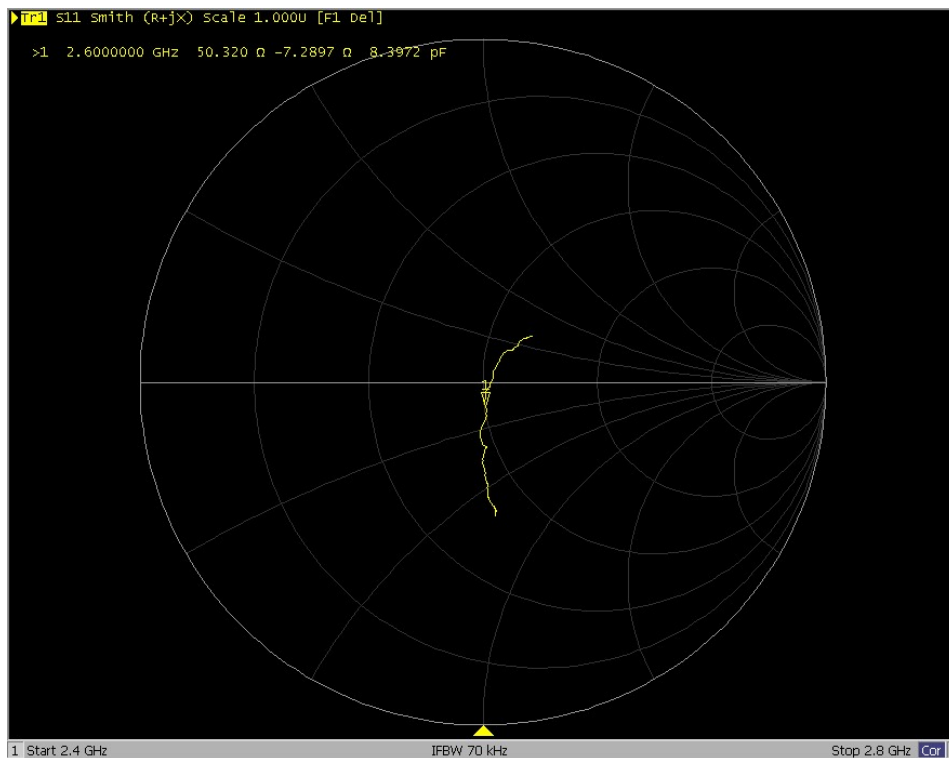 Tr1 S11 Smith (R+jX) Scale 1.000U [F1 Del]
>1 2.6000000 GHz 50.320 Ω -7.2897 Ω 8.3972 pF
1
1 Start 2.4 GHz IFBW 70 kHz Stop 2.8 GHz Cor